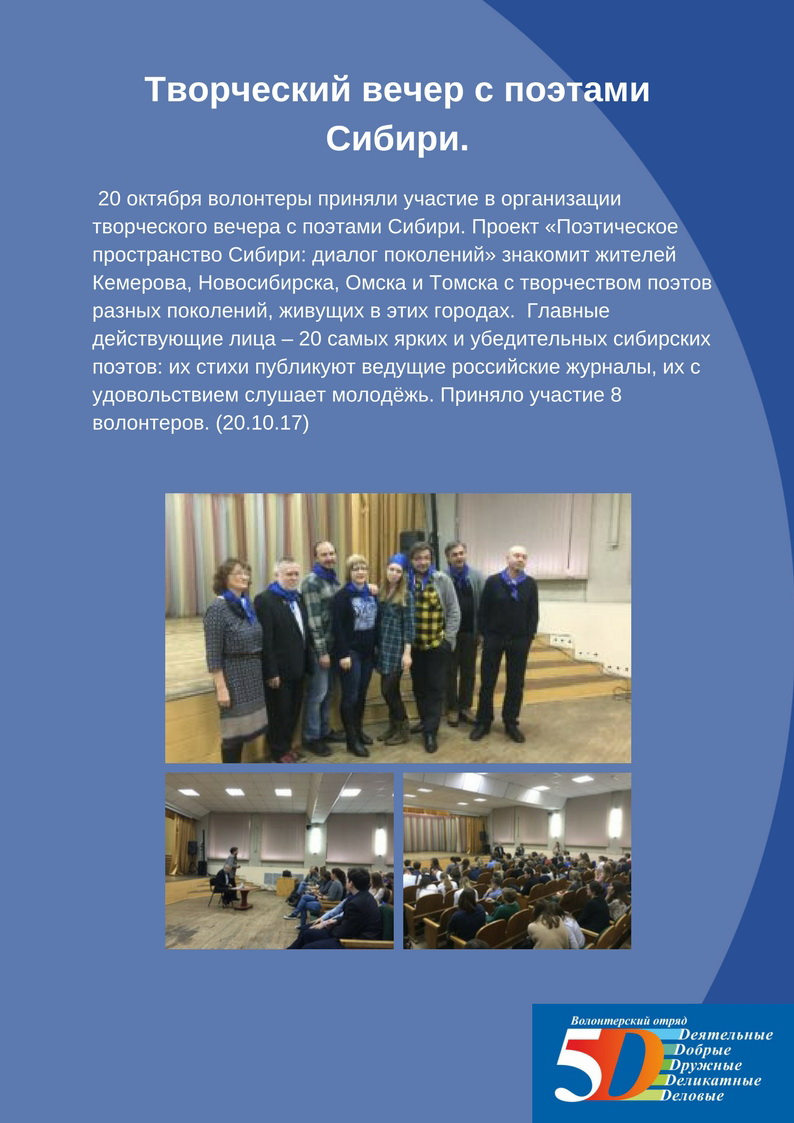 Творческий вечер с поэтами
Сибири.
20 октября волонтеры приняли участие в организации
творческого вечера с поэтами Сибири. Проект «Поэтическое
пространство Сибири: диалог поколений» знакомит жителей
Кемерова, Новосибирска, Омска и Томска с творчеством поэтов
разных поколений, живущих в этих городах.  Главные
действующие лица – 20 самых ярких и убедительных сибирских
поэтов: их стихи публикуют ведущие российские журналы, их с
удовольствием слушает молодёжь. Приняло участие 8
волонтеров. (20.10.17)
Волонтерский отряд
5D
Деятельные
Добрые
Дружные
Деликатные
Деловые